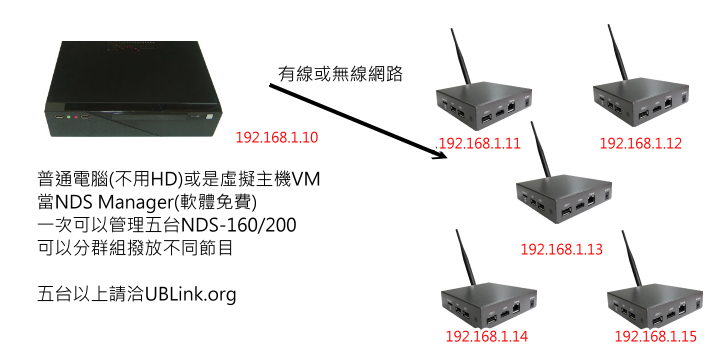 有線或無線網路
192.168.1.10
.192.168.1.11
192.168.1.12
192.168.1.13
192.168.1.14
192.168.1.15
普通電腦(不用HD)或是虛擬主機VM
當NDS Manager(軟體免費)
一次可以管理五台NDS-160/200
可以分群組撥放不同節目
五台以上請洽UBLink.org